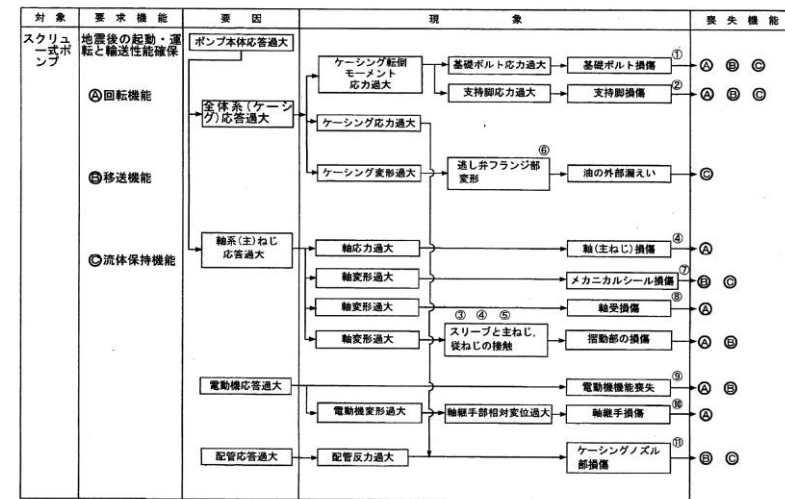 対 象 要 求 機 能 要 因 現 象 喪 失 機 能
スクリュ
ー式ポ
ンプ
地震後の起動・運
転と輸送性能確保
Ⓐ回転機能
Ⓑ移送機能
Ⓒ流体保持機能
ポンプ本体応答過大
全体系(ケーシン
グ)応答過大
ケーシング転倒
モーメント
応力過大
基礎ボルト応力過大
①
基礎ボルト損傷
Ⓐ Ⓑ Ⓒ
支持脚応力過大
②
支持脚損傷
Ⓐ Ⓑ Ⓒ
ケーシング応力過大
ケーシング変形過大
⑥
逃し弁フランジ部
変形
油の外部漏えい
Ⓒ
軸系(主)ねじ
応答過大
軸応力過大
④
軸(主ねじ)損傷
Ⓐ
軸変形過大
⑦
メカニカルシール損傷
Ⓑ Ⓒ
軸変形過大
⑧
軸受損傷
Ⓐ
軸変形過大
③ ④ ⑤
スリーブと主ねじ,
従ねじの接触
摺動部の損傷
Ⓐ Ⓑ
電動機応答過大
⑨
電動機機能喪失
Ⓐ Ⓑ
電動機変形過大
軸継手部相対変位過大
⑩
軸継手損傷
Ⓐ
配管応答過大
配管反力過大
⑪
ケーシングノズル
部損傷
Ⓑ Ⓒ